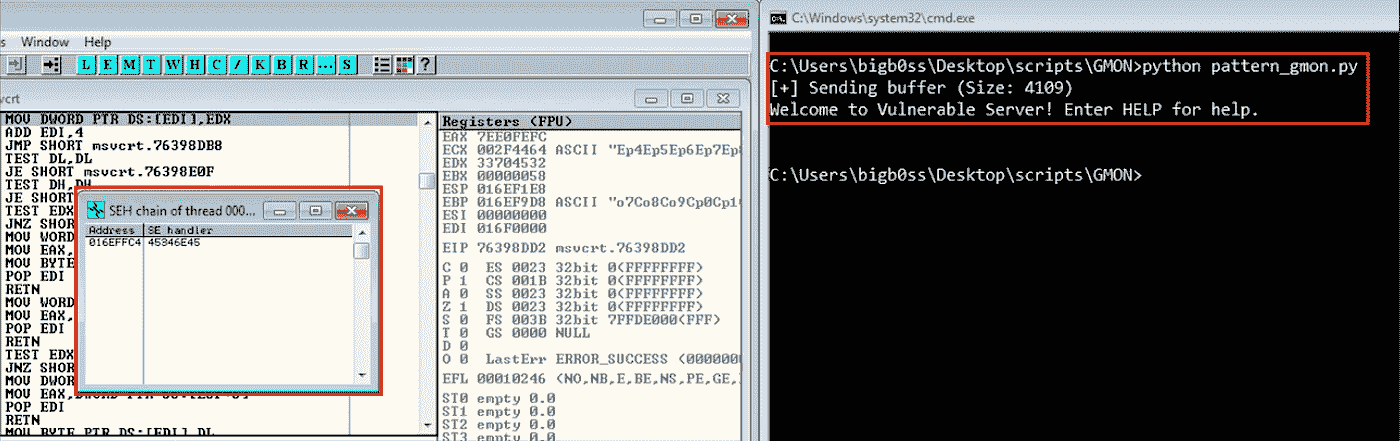 s Window Help
L E M T W H C / K B R ... S ?
vcrt
MOV DWORD PTR DS:[EDI],EDX
ADD EDI,4
JMP SHORT msvcrt.76398DB8
TEST DL,DL
JE SHORT msvcrt.76398E0F
TEST DH,DH
JE SHORT
TEST EDX
JNZ SHOR
MOV WORD
MOV EAX,
MOV BYTE
POP EDI
RETN
MOV WORD
MOV EAX,
POP EDI
RETN
TEST EDX
JNZ SHOR
MOV DWOR
MOV EAX,
POP EDI
RETN
MOV BYTE PTR DS:[EDI],DL
SEH chain of thread 000...
Address SE handler
016EFFC4 45346E45
Registers (FPU)
EAX 7EE0FEFC
ECX 002F4464 ASCII "Ep4Ep5Ep6Ep7Ep8
EDX 33704532
EBX 00000058
ESP 016EF1E8
EBP 016EF9D8 ASCII "o7Co8Co9Cp0Cp1
ESI 00000000
EDI 016F0000
EIP 76398DD2 msvcrt.76398DD2
C 0 ES 0023 32bit 0(FFFFFFFF)
P 1 CS 001B 32bit 0(FFFFFFFF)
A 0 SS 0023 32bit 0(FFFFFFFF)
Z 1 DS 0023 32bit 0(FFFFFFFF)
S 0 FS 003B 32bit 7FFDE000(FFF)
T 0 GS 0000 NULL
D 0
O 0 LastErr ERROR_SUCCESS (0000000
EFL 00010246 (NO,NB,E,BE,NS,PE,GE,
ST0 empty 0.0
ST1 empty 0.0
ST2 empty 0.0
ST3 empty 0.0
C:\Windows\system32\cmd.exe
C:\Users\bigb0ss\Desktop\scripts\GMON>python pattern_gmon.py
[+] Sending buffer (Size: 4109)
Welcome to Vulnerable Server! Enter HELP for help.
C:\Users\bigb0ss\Desktop\scripts\GMON>